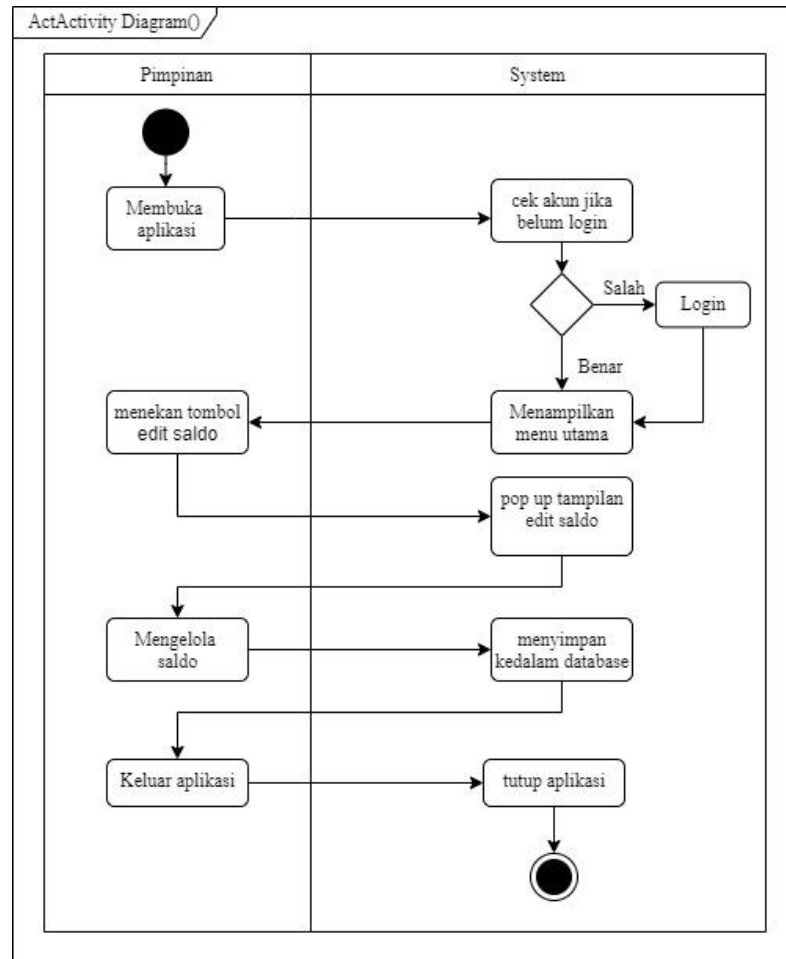 ActActivity Diagram()
Pimpinan
System
Membuka
aplikasi
cek akun jika
belum login
Salah
Login
Benar
menekan tombol
edit saldo
Menampilkan
menu utama
pop up tampilan
edit saldo
Mengelola
saldo
menyimpan
kedalam database
Keluar aplikasi
tutup aplikasi